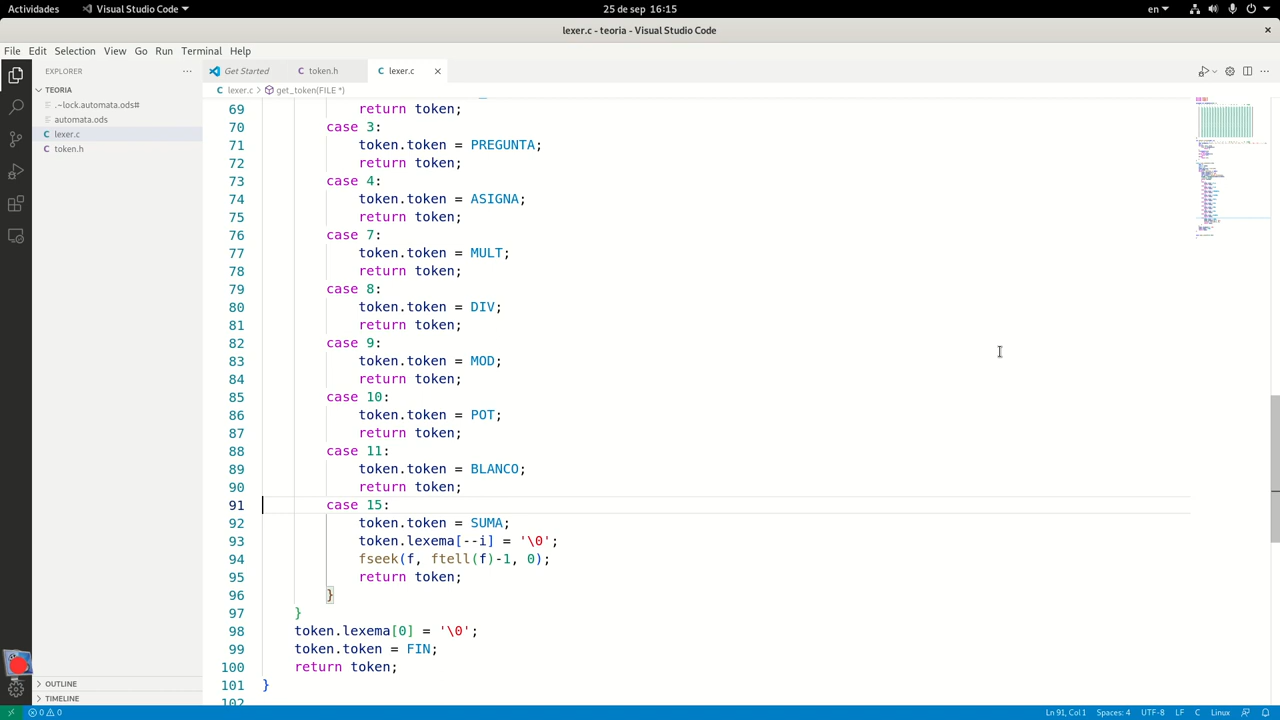 Actividades
Visual Studio Code
25 de sep 16:15
en
lexer.c - teoria - Visual Studio Code
File Edit Selection View Go Run Terminal Help
EXPLORER
Get Started
token.h
lexer.c
TEORIA
.~lock.automata.ods#
automata.ods
lexer.c
token.h
lexer.c > get_token(FILE *)
69 return token;
70 case 3:
71 token.token = PREGUNTA;
72 return token;
73 case 4:
74 token.token = ASIGNA;
75 return token;
76 case 7:
77 token.token = MULT;
78 return token;
79 case 8:
80 token.token = DIV;
81 return token;
82 case 9:
83 token.token = MOD;
84 return token;
85 case 10:
86 token.token = POT;
87 return token;
88 case 11:
89 token.token = BLANCO;
90 return token;
91 case 15:
92 token.token = SUMA;
93 token.lexema[--i] = '\0';
94 fseek(f, ftell(f)-1, 0);
95 return token;
96 }
97 }
98 token.lexema[0] = '\0';
99 token.token = FIN;
100 return token;
101 }
102
OUTLINE
TIMELINE
0 0
Ln 91, Col 1 Spaces: 4 UTF-8 LF C Linux